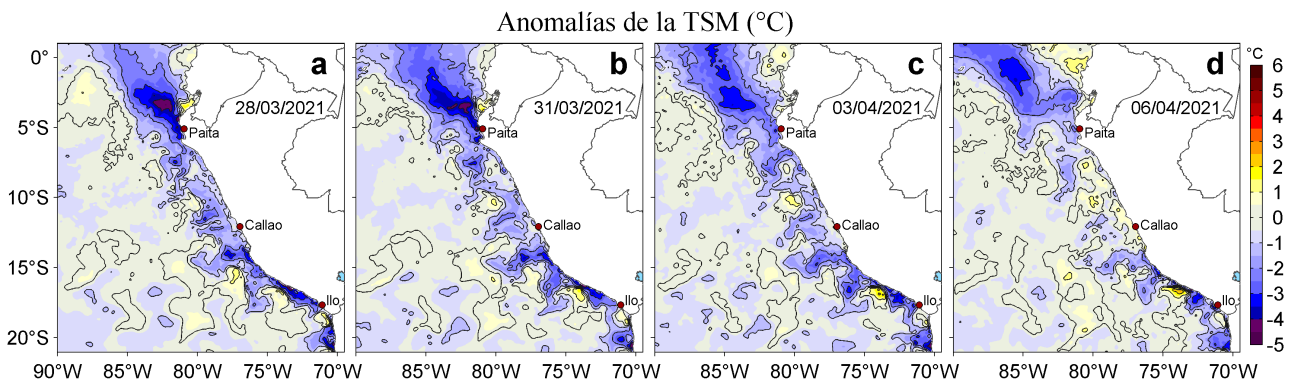 Anomalías de la TSM (°C)
a
28/03/2021
Paita
Callao
Ilo
b
31/03/2021
Paita
Callao
Ilo
c
03/04/2021
Paita
Callao
Ilo
d
06/04/2021
Paita
Callao
Ilo
0°
5°S
10°S
15°S
20°S
90°W 85°W 80°W 75°W 70°W
85°W 80°W 75°W 70°W
85°W 80°W 75°W 70°W
85°W 80°W 75°W 70°W
°C
6
5
4
3
2
1
0
-1
-2
-3
-4
-5